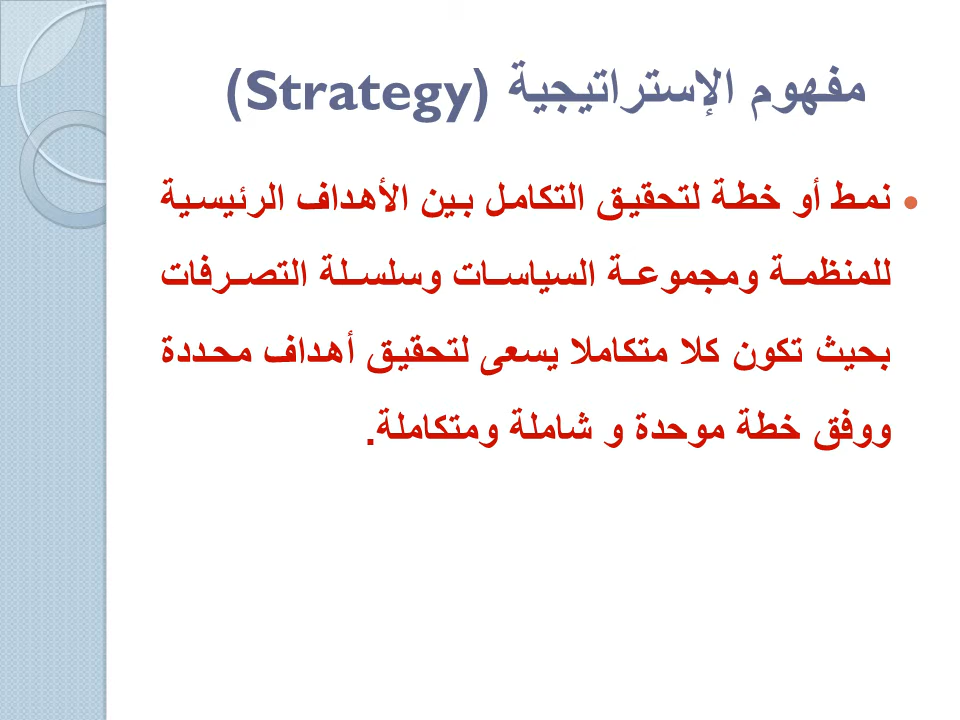 مفهوم الإستراتيجية (Strategy)
• نمط أو خطة لتحقيق التكامل بين الأهداف الرئيسية
للمنظمة ومجموعة السياسات وسلسلة التصرفات
بحيث تكون كلا متكاملا يسعى لتحقيق أهداف محددة
ووفق خطة موحدة و شاملة ومتكاملة.